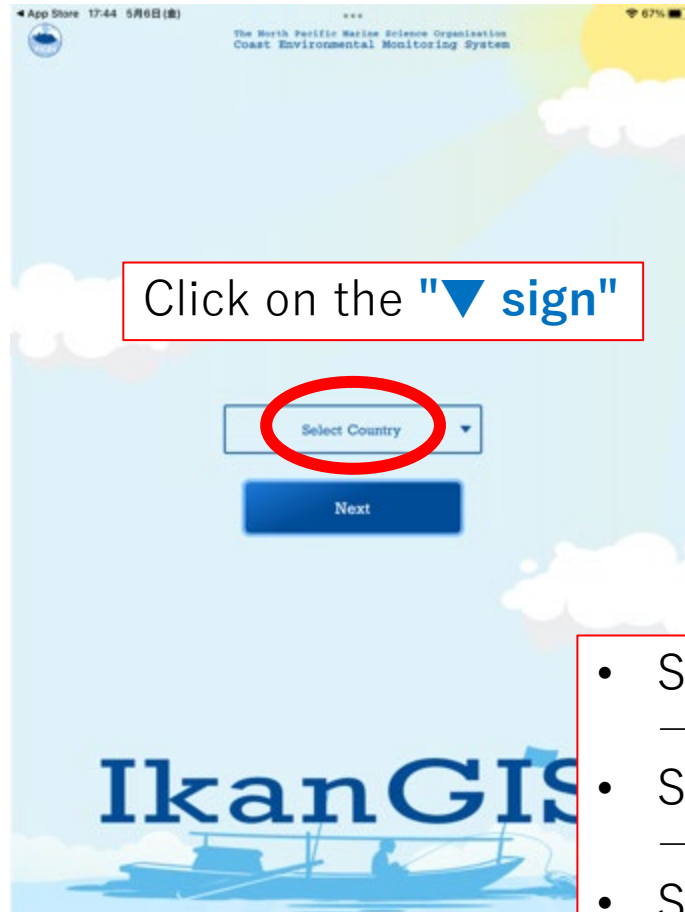 ◀App Store 17:44 5月6日(金)
67%
The North Pacific Marine Science Organization
Coast Environmental Monitoring System
Click on the "▼ sign"
Select Country ▼
Next
• S
—
IkanGIS
• S
—
• S